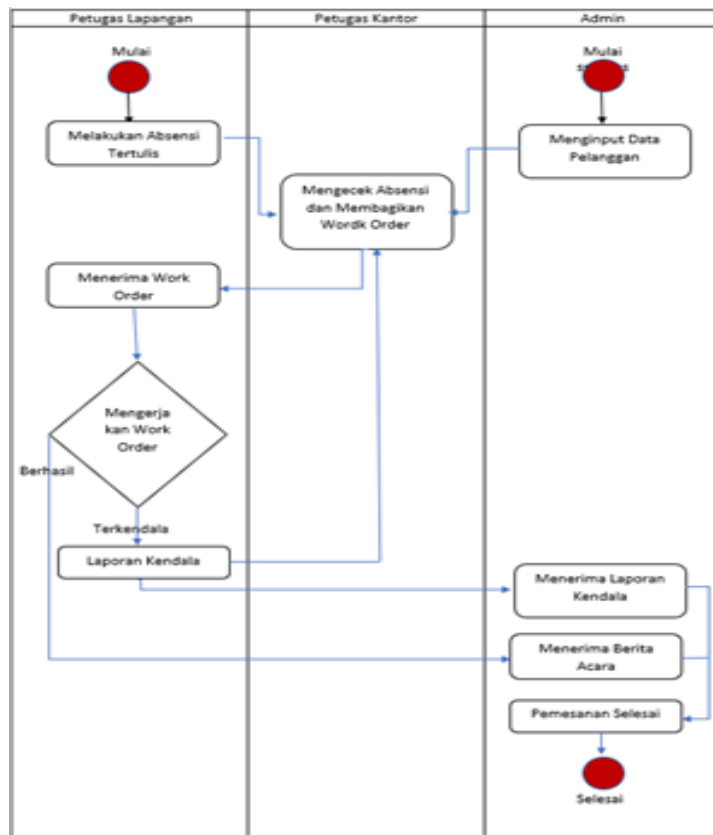 Petugas Lapangan
Petugas Kantor
Admin
Mulai
Mulai
Melakukan Absensi
Tertulis
Menginput Data
Pelanggan
Mengecek Absensi
dan Membagikan
Wordk Order
Menerima Work
Order
Mengerja
kan Work
Order
Berhasil
Terkendala
Laporan Kendala
Menerima Laporan
Kendala
Menerima Berita
Acara
Pemesanan Selesai
Selesai